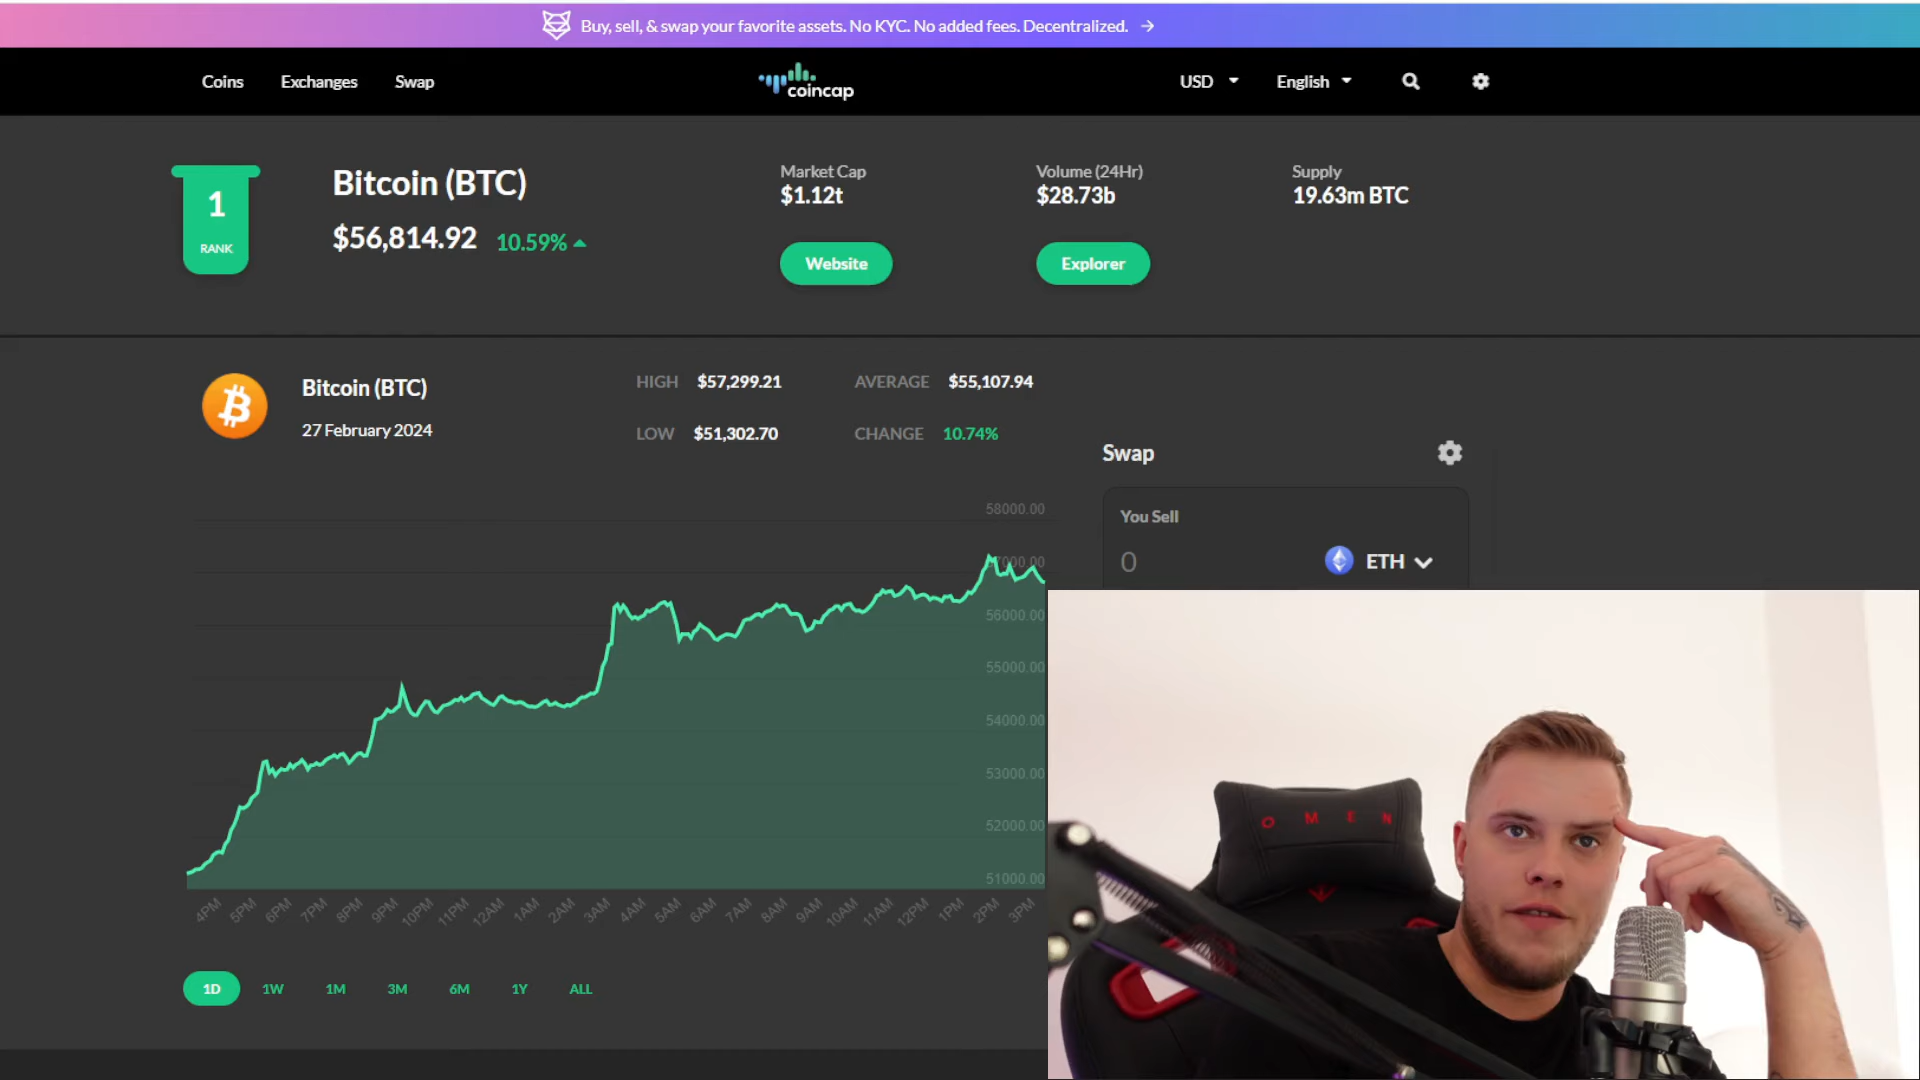 Buy, sell, & swap your favorite assets. No KYC. No added fees. Decentralized. →
Coins Exchanges Swap coincap USD English
1 RANK
Bitcoin (BTC)
$56,814.92 10.59%
Market Cap
$1.12t
Website
Volume (24Hr)
$28.73b
Explorer
Supply
19.63m BTC
Bitcoin (BTC)
27 February 2024
HIGH $57,299.21 AVERAGE $55,107.94
LOW $51,302.70 CHANGE 10.74%
Swap
You Sell
0 ETH
58000.00
56000.00
55000.00
54000.00
53000.00
52000.00
51000.00
4PM 5PM 6PM 7PM 8PM 9PM 10PM 11PM 12AM 1AM 2AM 3AM 4AM 5AM 6AM 7AM 8AM 9AM 10AM 11AM 12PM 1PM 2PM 3PM
1D 1W 1M 3M 6M 1Y ALL
OMEN